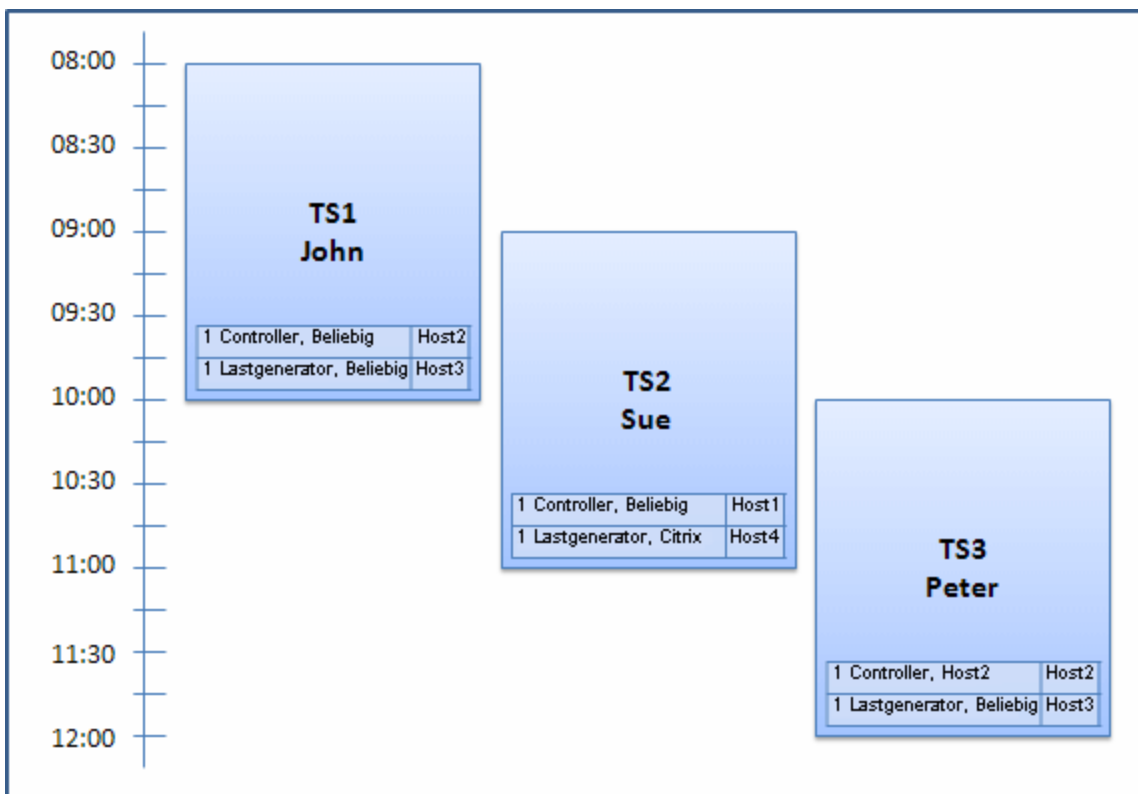 08:00
08:30
09:00
09:30
10:00
10:30
11:00
11:30
12:00
TS1
John
1 Controller, Beliebig Host2
1 Lastgenerator, Beliebig Host3
TS2
Sue
1 Controller, Beliebig Host1
1 Lastgenerator, Citrix Host4
TS3
Peter
1 Controller, Host2 Host2
1 Lastgenerator, Beliebig Host3